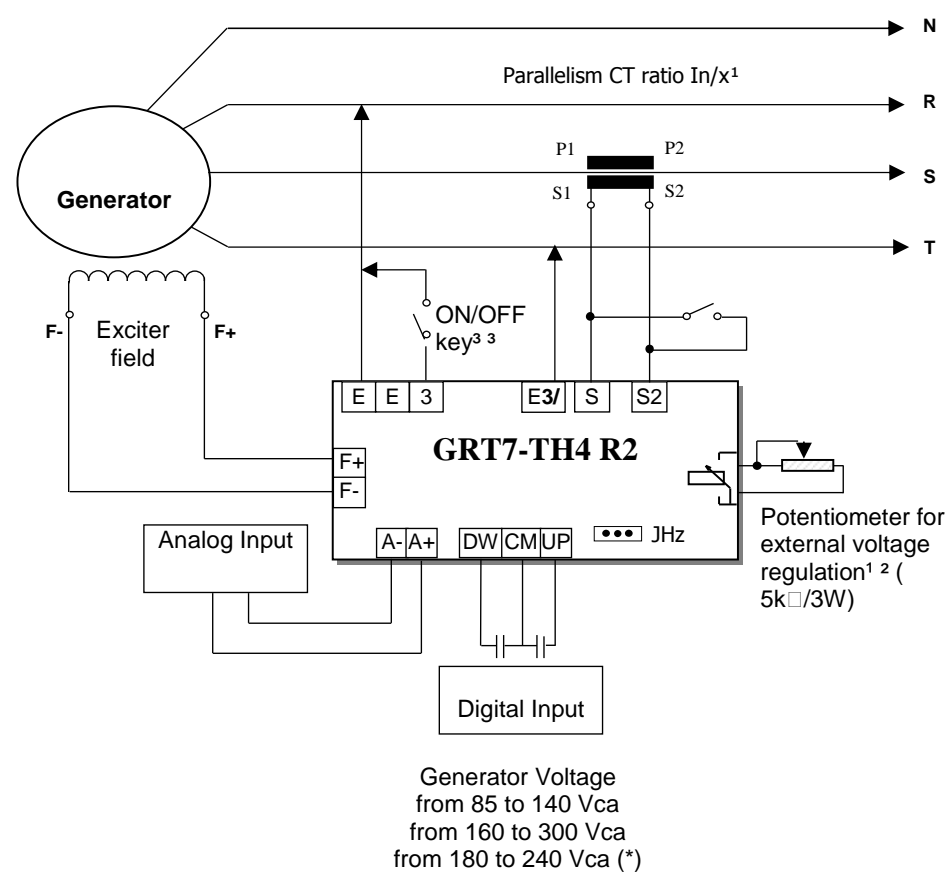 N
Parallelism CT ratio In/x¹
R
P1 P2
S
Generator
S1 S2
T
F- Exciter F+
field
ON/OFF
key³ ³
E E 3 E3/ S S2
GRT7-TH4 R2
F+
F-
Analog Input
A- A+ DW CM UP JHz
Potentiometer for
external voltage
regulation¹ ² (
5k□/3W)
Digital Input
Generator Voltage
from 85 to 140 Vca
from 160 to 300 Vca
from 180 to 240 Vca (*)